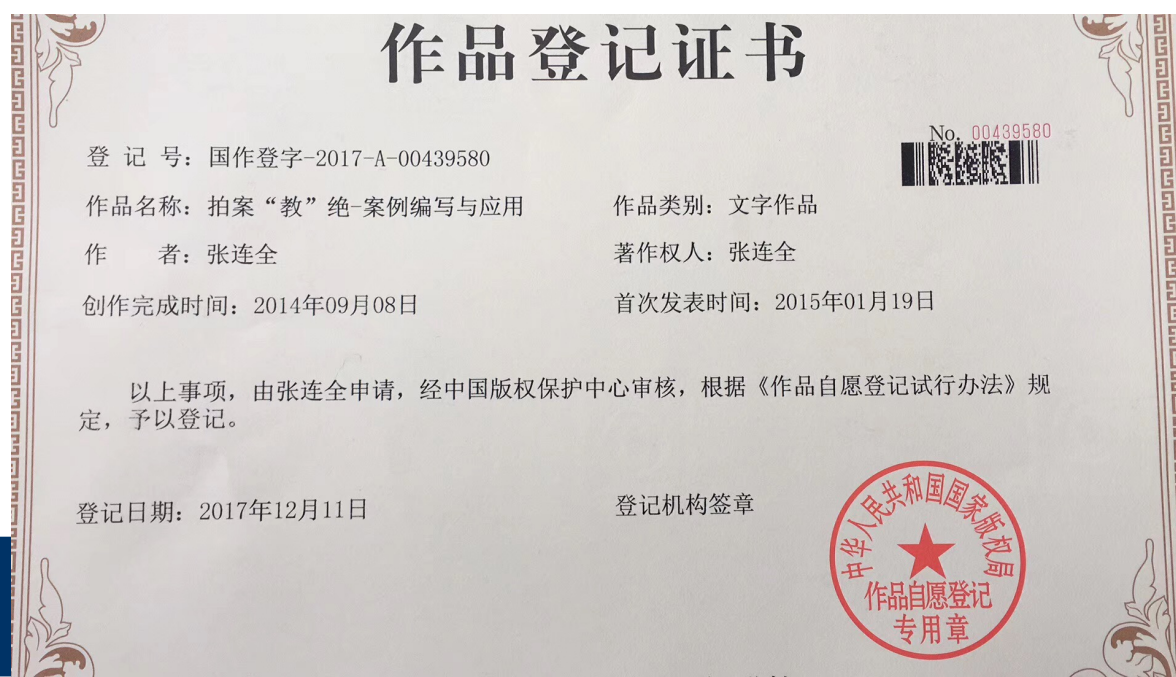 作品登记证书
No. 00439580
登 记 号：国作登字-2017-A-00439580
作品名称：拍案“教”绝-案例编写与应用 作品类别：文字作品
作 者：张连全 著作权人：张连全
创作完成时间：2014年09月08日 首次发表时间：2015年01月19日
以上事项，由张连全申请，经中国版权保护中心审核，根据《作品自愿登记试行办法》规
定，予以登记。
登记日期：2017年12月11日 登记机构签章
中华人民共和国国家版权局
作品自愿登记
专用章